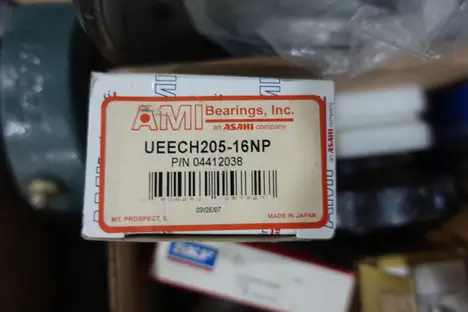 AMI Bearings, Inc.
an ASAHI company
UEECH205-16NP
P/N 04412038
09/26/07
MT. PROSPECT, IL
MADE IN JAPAN
SKF